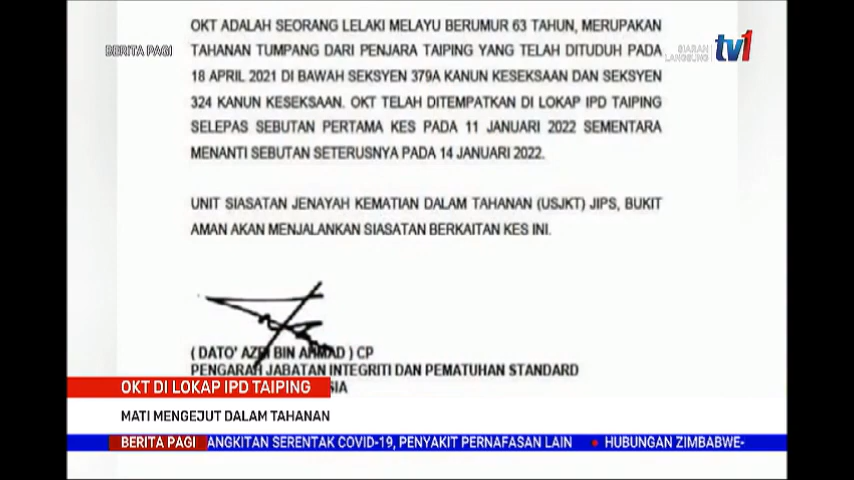 OKT ADALAH SEORANG LELAKI MELAYU BERUMUR 63 TAHUN, MERUPAKAN
BERITA PAGI
TAHANAN TUMPANG DARI PENJARA TAIPING YANG TELAH DITUDUH PADA
SIARAN
LANGSUNG
tv1
18 APRIL 2021 DI BAWAH SEKSYEN 379A KANUN KESEKSAAN DAN SEKSYEN
324 KANUN KESEKSAAN. OKT TELAH DITEMPATKAN DI LOKAP IPD TAIPING
SELEPAS SEBUTAN PERTAMA KES PADA 11 JANUARI 2022 SEMENTARA
MENANTI SEBUTAN SETERUSNYA PADA 14 JANUARI 2022.
UNIT SIASATAN JENAYAH KEMATIAN DALAM TAHANAN (USJKT) JIPS, BUKIT
AMAN AKAN MENJALANKAN SIASATAN BERKAITAN KES INI.
( DATO' AZRI BIN AHMAD ) CP
PENGARAH JABATAN INTEGRITI DAN PEMATUHAN STANDARD
SIA
OKT DI LOKAP IPD TAIPING
MATI MENGEJUT DALAM TAHANAN
BERITA PAGI ANGKITAN SERENTAK COVID-19, PENYAKIT PERNAFASAN LAIN • HUBUNGAN ZIMBABWE-